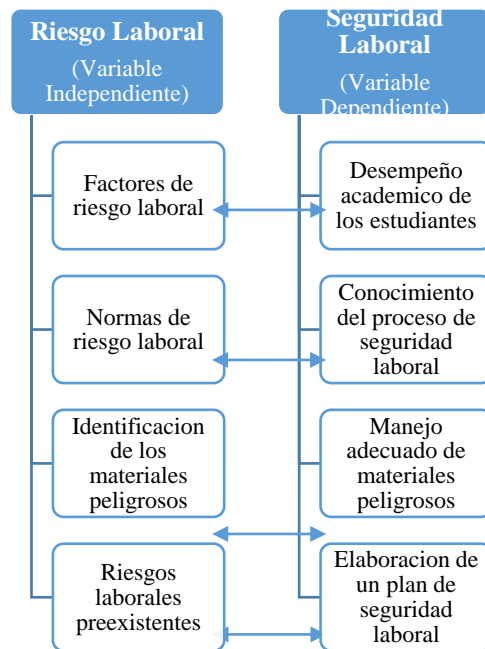 Riesgo Laboral
(Variable
Independiente)
Factores de
riesgo laboral
Normas de
riesgo laboral
Identificacion
de los
materiales
peligrosos
Riesgos
laborales
preexistentes
Seguridad
Laboral
(Variable
Dependiente)
Desempeño
academico de
los estudiantes
Conocimiento
del proceso de
seguridad
laboral
Manejo
adecuado de
materiales
peligrosos
Elaboracion de
un plan de
seguridad
laboral